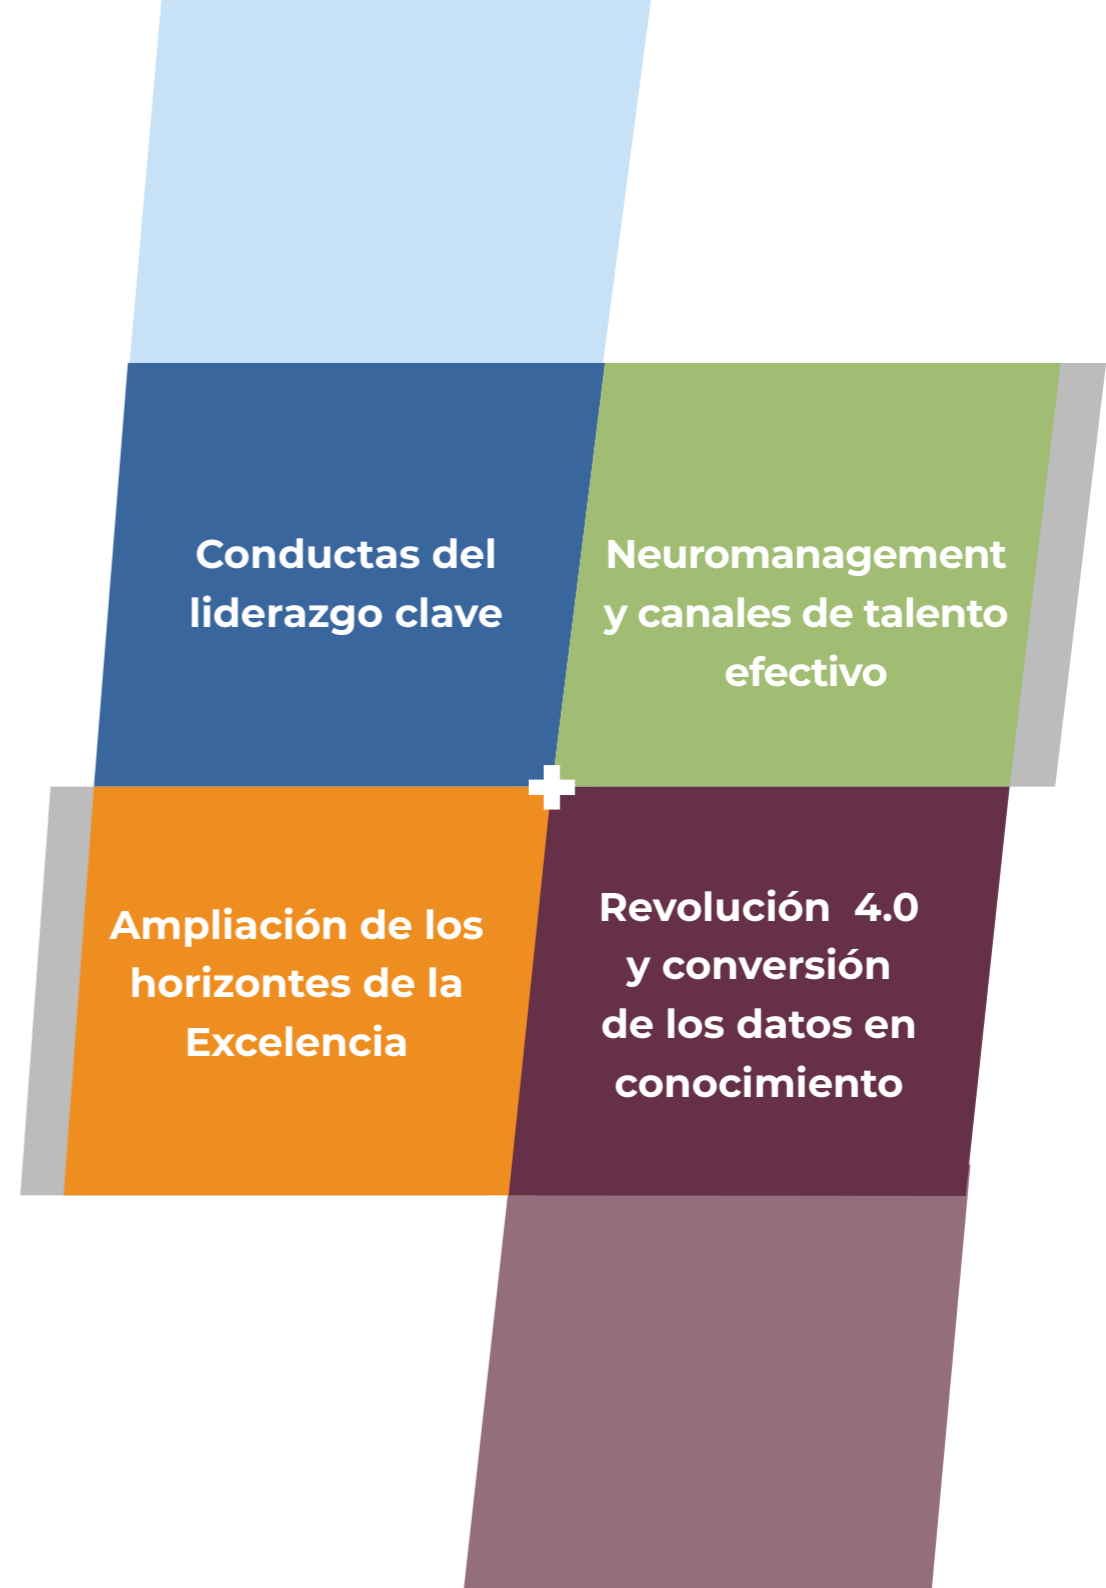 Conductas del
liderazgo clave
Neuromanagement
y canales de talento
efectivo
Ampliación de los
horizontes de la
Excelencia
Revolución  4.0
y conversión
de los datos en
conocimiento